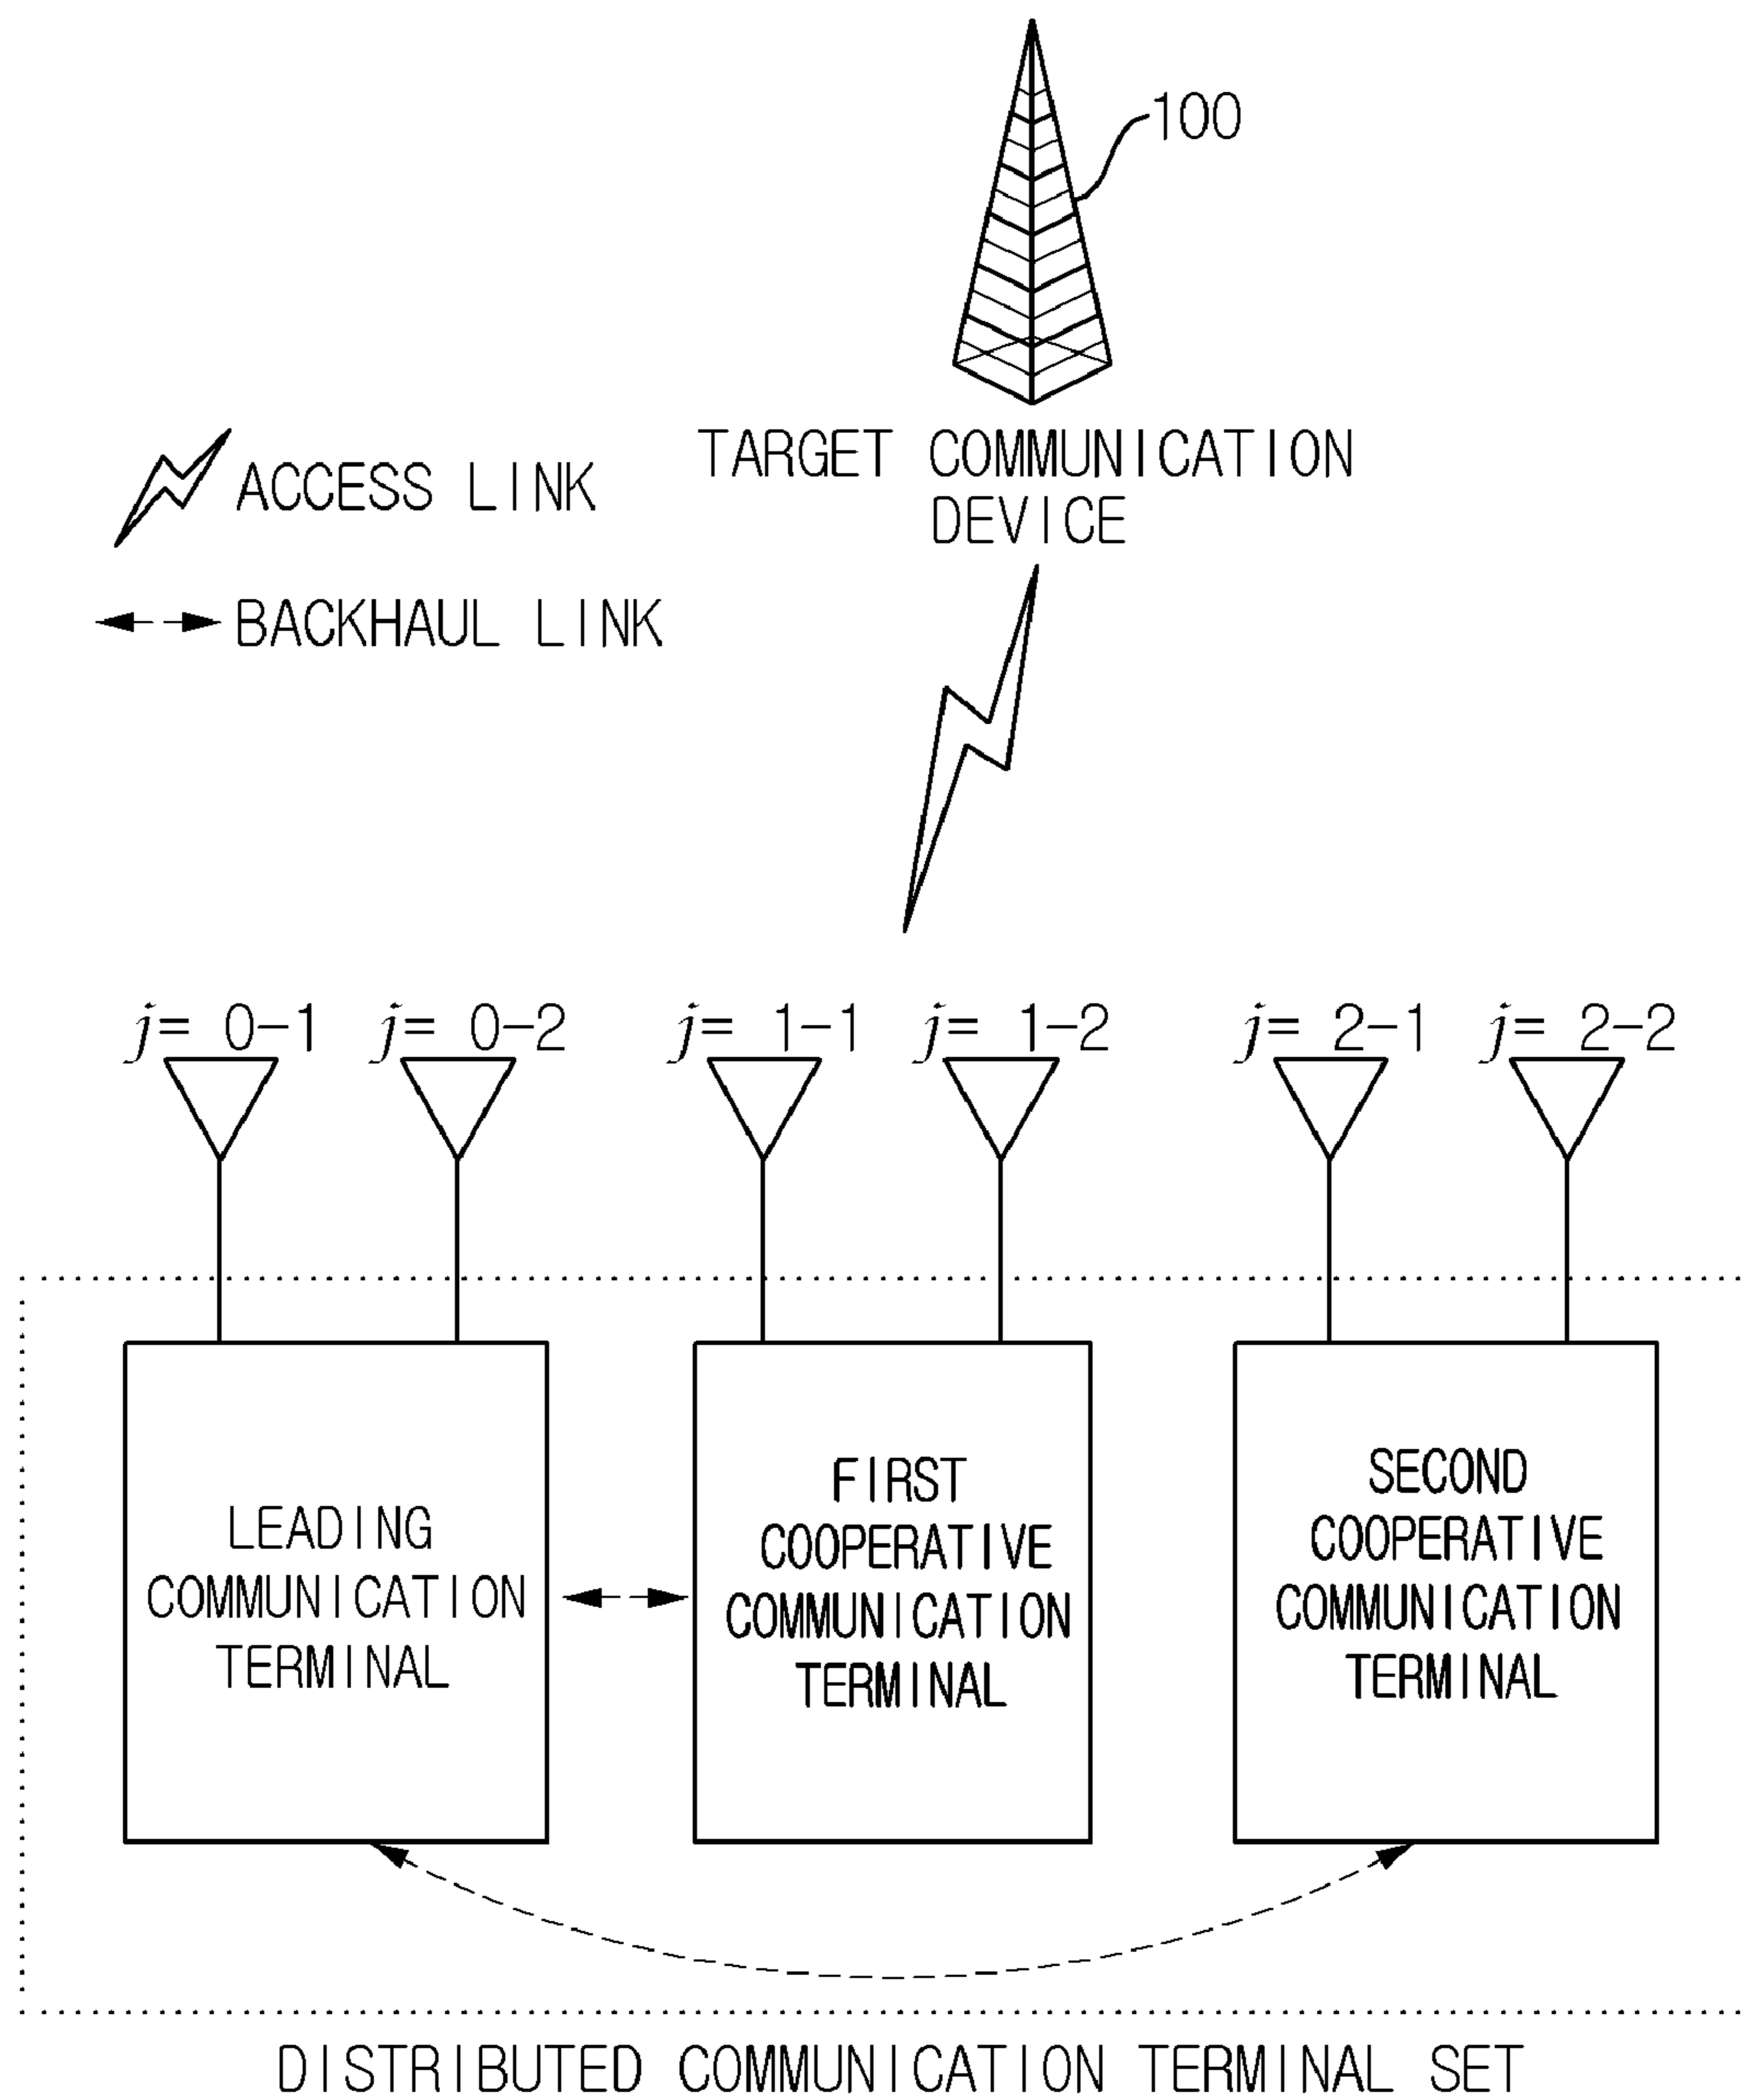 100
TARGET COMMUNICATION
DEVICE
ACCESS LINK
BACKHAUL LINK
j= 0-1 j= 0-2 j= 1-1 j= 1-2 j= 2-1 j= 2-2
LEADING
COMMUNICATION
TERMINAL
FIRST
COOPERATIVE
COMMUNICATION
TERMINAL
SECOND
COOPERATIVE
COMMUNICATION
TERMINAL
DISTRIBUTED COMMUNICATION TERMINAL SET